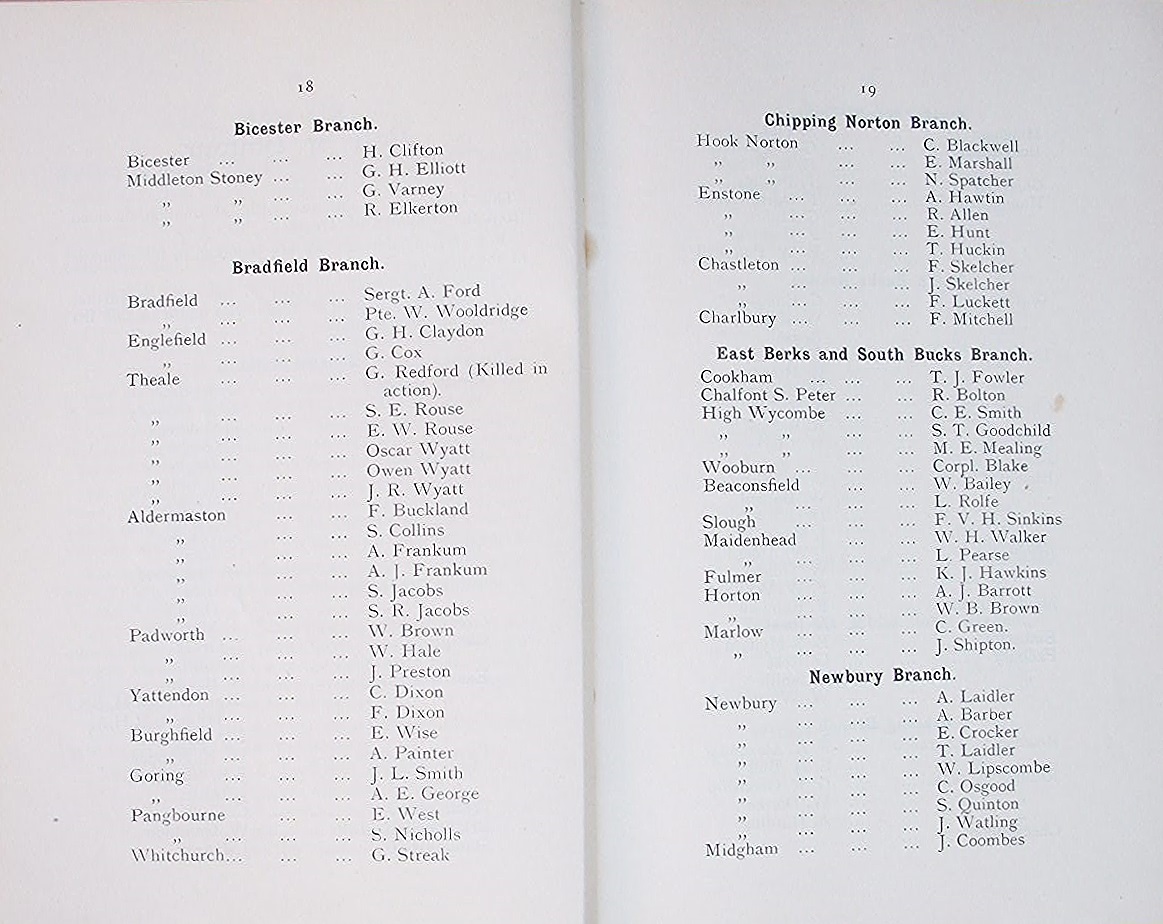 18
Bicester Branch.
Bicester ... ... ... H. Clifton
Middleton Stoney ... ... G. H. Elliott
„ „ ... ... G. Varney
„ „ ... ... R. Elkerton
Bradfield Branch.
Bradfield ... ... ... Sergt. A. Ford
„ ... ... ... Pte. W. Wooldridge
Englefield ... ... ... G. H. Claydon
„ ... ... ... G. Cox
Theale ... ... ... G. Redford (Killed in
action).
„ ... ... ... S. E. Rouse
„ ... ... ... E. W. Rouse
„ ... ... ... Oscar Wyatt
„ ... ... ... Owen Wyatt
„ ... ... ... J. R. Wyatt
Aldermaston ... ... F. Buckland
„ ... ... S. Collins
„ ... ... A. Frankum
„ ... ... A. J. Frankum
„ ... ... S. Jacobs
„ ... ... S. R. Jacobs
Padworth ... ... ... W. Brown
„ ... ... ... W. Hale
„ ... ... ... J. Preston
Yattendon ... ... ... C. Dixon
„ ... ... ... F. Dixon
Burghfield ... ... ... E. Wise
„ ... ... ... A. Painter
Goring ... ... ... J. L. Smith
„ ... ... ... A. E. George
Pangbourne ... ... E. West
„ ... ... ... S. Nicholls
Whitchurch... ... ... G. Streak
19
Chipping Norton Branch.
Hook Norton ... ... C. Blackwell
„ „ ... ... E. Marshall
„ „ ... ... N. Spatcher
Enstone ... ... ... A. Hawtin
„ ... ... ... R. Allen
„ ... ... ... E. Hunt
„ ... ... ... T. Huckin
Chastleton ... ... ... F. Skelcher
„ ... ... ... J. Skelcher
„ ... ... ... F. Luckett
Charlbury ... ... ... F. Mitchell
East Berks and South Bucks Branch.
Cookham ... ... ... T. J. Fowler
Chalfont S. Peter ... ... R. Bolton
High Wycombe ... ... C. E. Smith
„ „ ... ... S. T. Goodchild
„ „ ... ... M. E. Mealing
Wooburn ... ... ... Corpl. Blake
Beaconsfield ... ... W. Bailey
„ ... ... ... L. Rolfe
Slough ... ... ... F. V. H. Sinkins
Maidenhead ... ... W. H. Walker
„ ... ... ... L. Pearse
Fulmer ... ... ... K. J. Hawkins
Horton ... ... ... A. J. Barrott
„ ... ... ... W. B. Brown
Marlow ... ... ... C. Green.
„ ... ... ... J. Shipton.
Newbury Branch.
Newbury ... ... ... A. Laidler
„ ... ... ... A. Barber
„ ... ... ... E. Crocker
„ ... ... ... T. Laidler
„ ... ... ... W. Lipscombe
„ ... ... ... C. Osgood
„ ... ... ... S. Quinton
„ ... ... ... J. Watling
Midgham ... ... ... J. Coombes